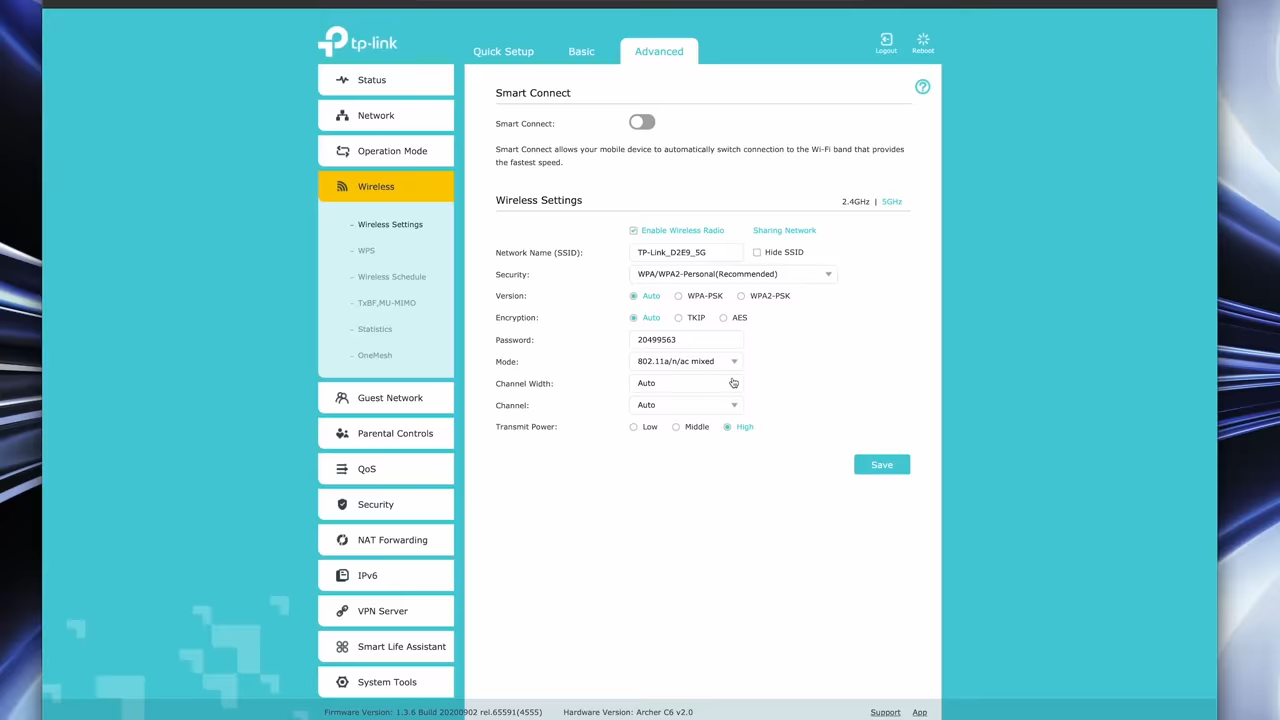 tp-link
Quick Setup Basic Advanced Logout Reboot
Status
Network
Operation Mode
Wireless
- Wireless Settings
- WPS
- Wireless Schedule
- TxBF,MU-MIMO
- Statistics
- OneMesh
Guest Network
Parental Controls
QoS
Security
NAT Forwarding
IPv6
VPN Server
Smart Life Assistant
System Tools
Smart Connect
?
Smart Connect:
Smart Connect allows your mobile device to automatically switch connection to the Wi-Fi band that provides
the fastest speed.
Wireless Settings 2.4GHz | 5GHz
Enable Wireless Radio Sharing Network
Network Name (SSID): TP-Link_D2E9_5G Hide SSID
Security: WPA/WPA2-Personal(Recommended)
Version: Auto WPA-PSK WPA2-PSK
Encryption: Auto TKIP AES
Password: 20499563
Mode: 802.11a/n/ac mixed
Channel Width: Auto
Channel: Auto
Transmit Power: Low Middle High
Save
Firmware Version: 1.3.6 Build 20200902 rel.65591(4555) Hardware Version: Archer C6 v2.0 Support App